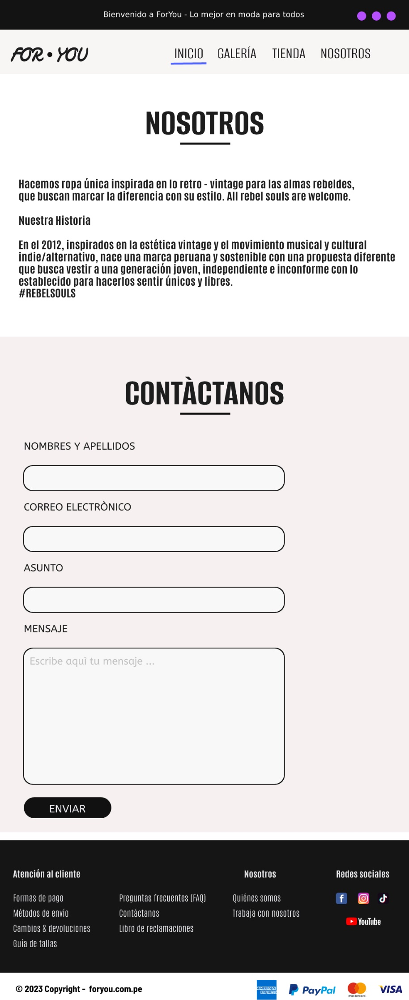 Bienvenido a ForYou - Lo mejor en moda para todos
FOR • YOU
INICIO GALERÍA TIENDA NOSOTROS
NOSOTROS
Hacemos ropa única inspirada en lo retro - vintage para las almas rebeldes,
que buscan marcar la diferencia con su estilo. All rebel souls are welcome.
Nuestra Historia
En el 2012, inspirados en la estética vintage y el movimiento musical y cultural
indie/alternativo, nace una marca peruana y sostenible con una propuesta diferente
que busca vestir a una generación joven, independiente e inconforme con lo
establecido para hacerlos sentir únicos y libres.
#REBELSOULS
CONTÀCTANOS
NOMBRES Y APELLIDOS
CORREO ELECTRÒNICO
ASUNTO
MENSAJE
Escribe aquì tu mensaje ...
ENVIAR
Atención al cliente
Formas de pago
Métodos de envío
Cambios & devoluciones
Guía de tallas
Preguntas frecuentes (FAQ)
Contáctanos
Libro de reclamaciones
Nosotros
Quiénes somos
Trabaja con nosotros
Redes sociales
YouTube
© 2023 Copyright - foryou.com.pe
AMERICAN
EXPRESS
PayPal
mastercard.
VISA